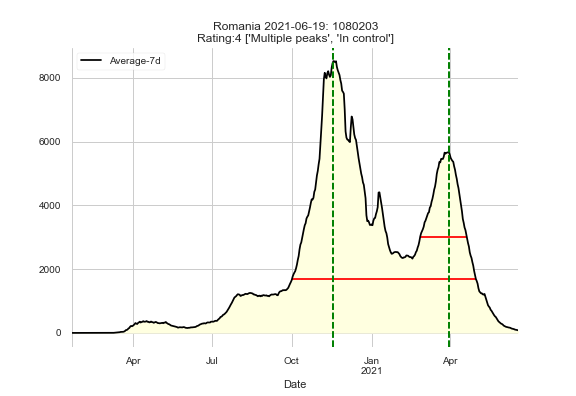 Romania 2021-06-19: 1080203
Rating:4 ['Multiple peaks', 'In control']
Average-7d
8000
6000
4000
2000
0
Apr
Jul
Oct
Jan
2021
Apr
Date